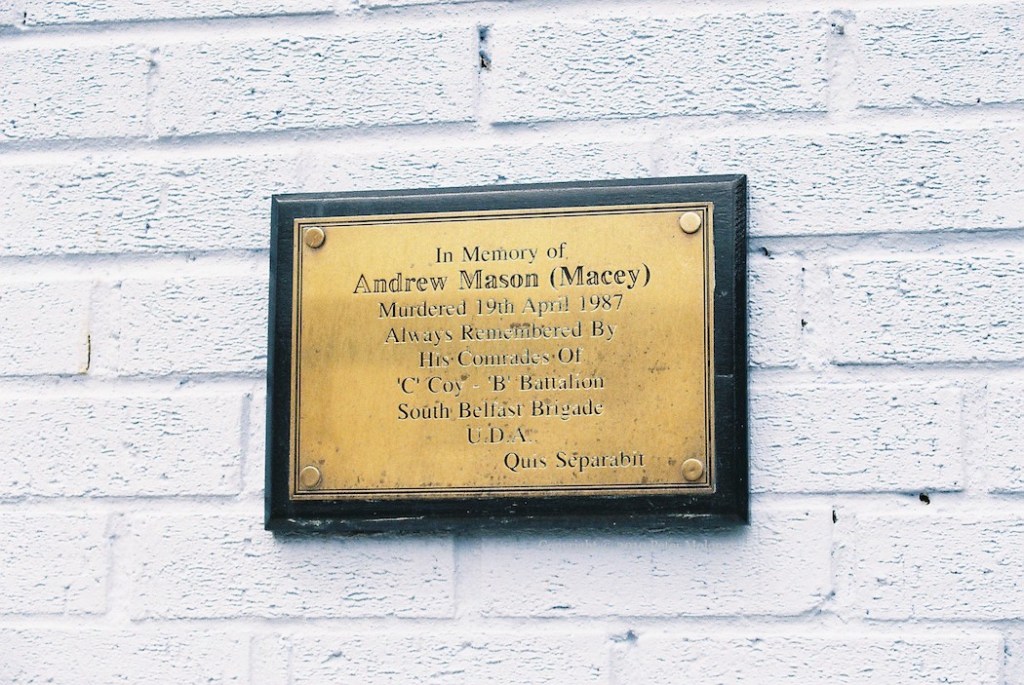 In Memory of
Andrew Mason (Macey)
Murdered 19th April 1987
Always Remembered By
His Comrades Of
'C' Coy - 'B' Battalion
South Belfast Brigade
U.D.A.
Quis Separabit